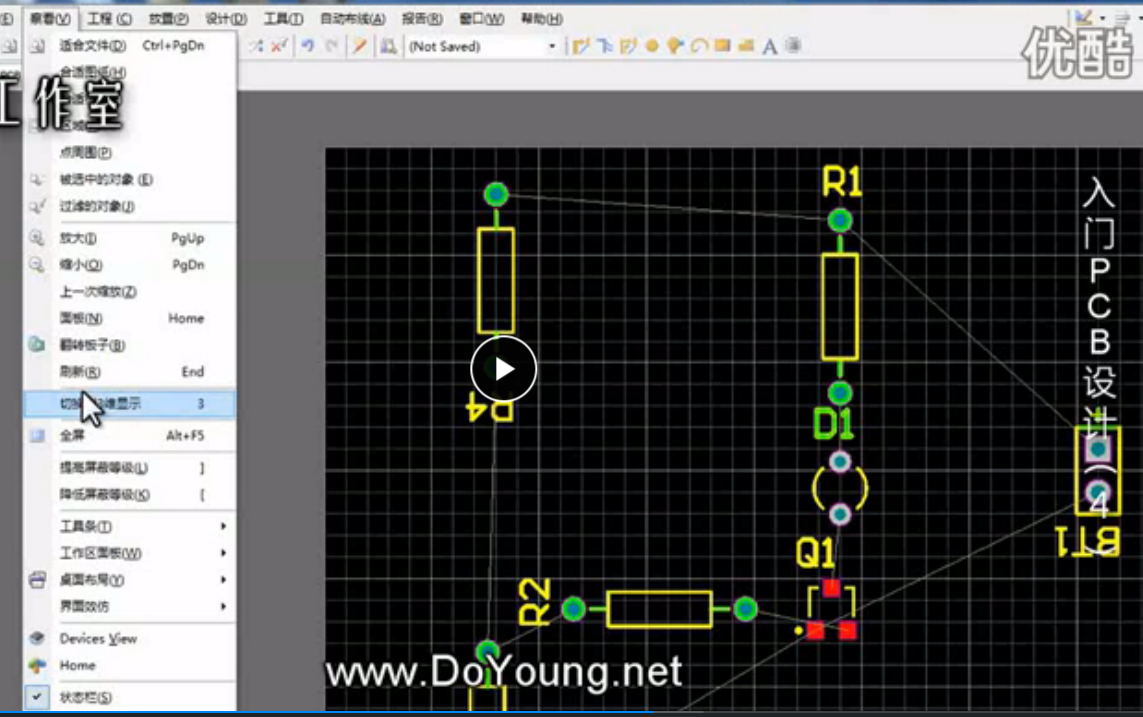 察看(V) 工程 (C) 放置(P) 设计(D) 工具(T) 自动布线(A) 报告(R) 窗口(W) 帮助(H)
适合文件(D) Ctrl+PgDn
(Not Saved)
优酷
合适图纸(H)
工作室
点周围(P)
被选中的对象 (E)
过滤的对象(J)
放大(I) PgUp
缩小(O) PgDn
上一次缩放(Z)
面板(N) Home
翻转板子(B)
刷新(R) End
维显示 3
全屏 Alt+F5
提高屏蔽等级(L) ]
降低屏蔽等级(K) [
工具条(T)
工作区面板(W)
桌面布局(Y)
界面效仿
Devices View
Home
状态栏(S)
R1
R4
D1
Q1
R2
BT1
入门PCB设计(4)
www.DoYoung.net